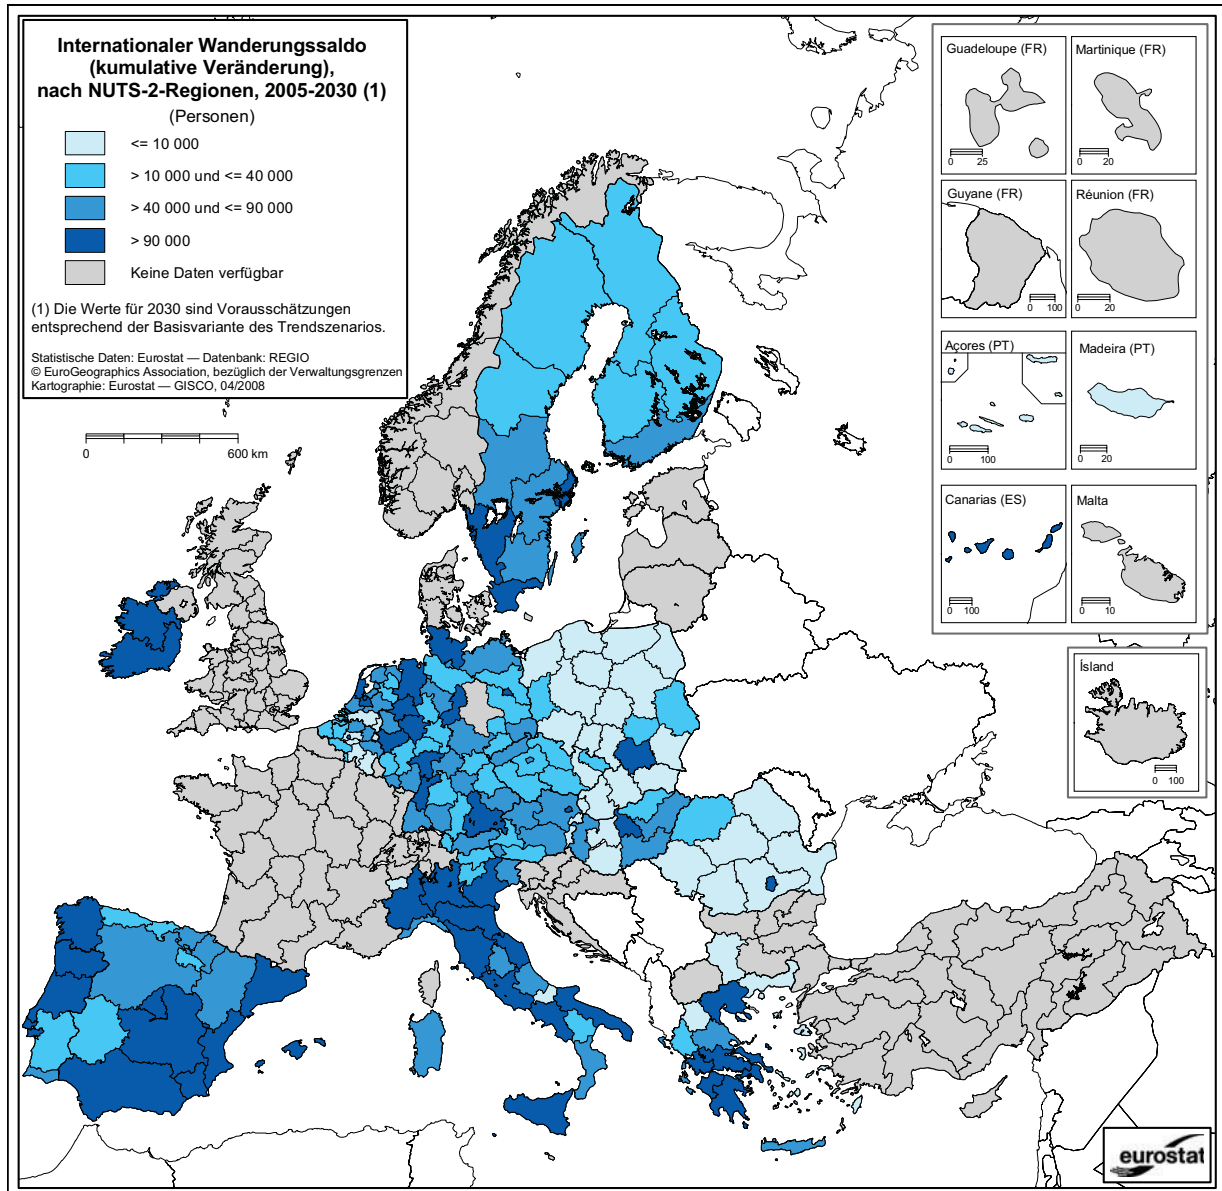 Internationaler Wanderungssaldo
(kumulative Veränderung),
nach NUTS-2-Regionen, 2005-2030 (1)
(Personen)
<= 10 000
> 10 000 und <= 40 000
> 40 000 und <= 90 000
> 90 000
Keine Daten verfügbar
(1) Die Werte für 2030 sind Vorausschätzungen
entsprechend der Basisvariante des Trendszenarios.
Statistische Daten: Eurostat — Datenbank: REGIO
© EuroGeographics Association, bezüglich der Verwaltungsgrenzen
Kartographie: Eurostat — GISCO, 04/2008
0 600 km
Guadeloupe (FR)
0 25
Martinique (FR)
0 20
Guyane (FR)
0 100
Réunion (FR)
0 20
Açores (PT)
0 100
Madeira (PT)
0 20
Canarias (ES)
0 100
Malta
0 10
Ísland
0 100
eurostat